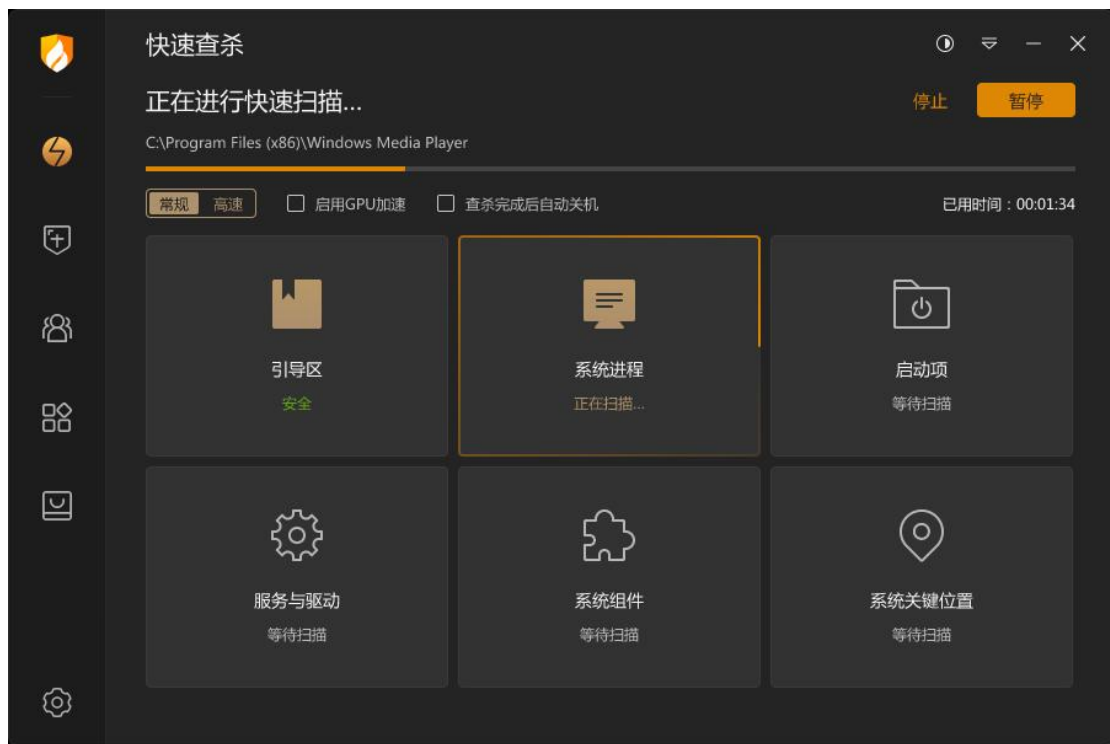 快速查杀
正在进行快速扫描...
停止
暂停
C:\Program Files (x86)\Windows Media Player
常规 高速
启用GPU加速
查杀完成后自动关机
已用时间：00:01:34
引导区
安全
系统进程
正在扫描...
启动项
等待扫描
服务与驱动
等待扫描
系统组件
等待扫描
系统关键位置
等待扫描